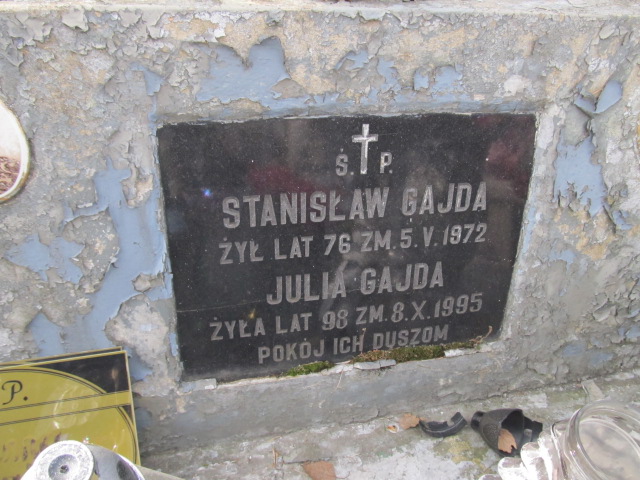 Ś. P.
STANISŁAW GAJDA
ŻYŁ LAT 76 ZM. 5. V. 1972
JULIA GAJDA
ŻYŁA LAT 98 ZM. 8. X. 1995
POKÓJ ICH DUSZOM
P.